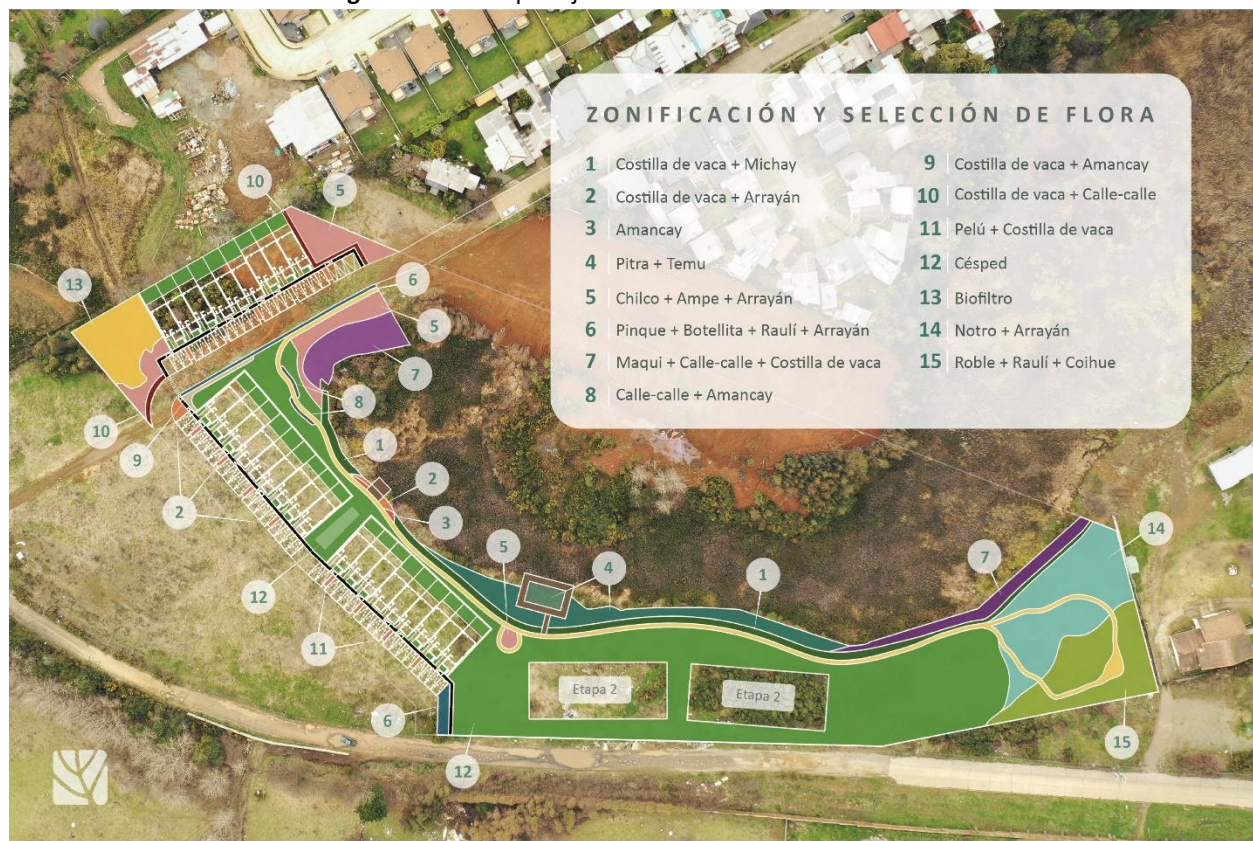 ZONIFICACIÓN Y SELECCIÓN DE FLORA
1 Costilla de vaca + Michay
2 Costilla de vaca + Arrayán
3 Amancay
4 Pitra + Temu
5 Chilco + Ampe + Arrayán
6 Pinque + Botellita + Raulí + Arrayán
7 Maqui + Calle-calle + Costilla de vaca
8 Calle-calle + Amancay
9 Costilla de vaca + Amancay
10 Costilla de vaca + Calle-calle
11 Pelú + Costilla de vaca
12 Césped
13 Biofiltro
14 Notro + Arrayán
15 Roble + Raulí + Coihue
10
5
13
6
5
7
8
10
9
1
2
2
3
5
4
1
7
14
12
11
Etapa 2
Etapa 2
6
12
15